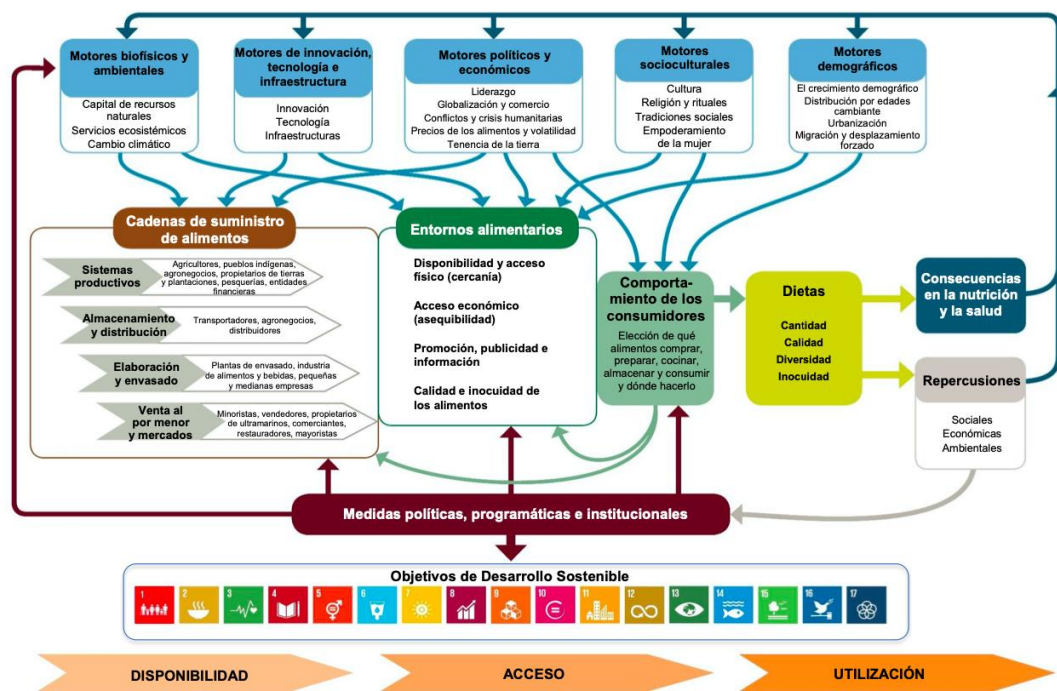 Motores biofísicos y
ambientales
Capital de recursos
naturales
Servicios ecosistémicos
Cambio climático
Motores de innovación,
tecnología e
infraestructura
Innovación
Tecnología
Infraestructuras
Motores políticos y
económicos
Liderazgo
Globalización y comercio
Conflictos y crisis humanitarias
Precios de los alimentos y volatilidad
Tenencia de la tierra
Motores
socioculturales
Cultura
Religión y rituales
Tradiciones sociales
Empoderamiento
de la mujer
Motores
demográficos
El crecimiento demográfico
Distribución por edades
cambiante
Urbanización
Migración y desplazamiento
forzado
Cadenas de suministro
de alimentos
Sistemas
productivos
Agricultores, pueblos indígenas,
agronegocios, propietarios de tierras
y plantaciones, pesquerías, entidades
financieras
Almacenamiento
y distribución
Transportadores, agronegocios,
distribuidores
Elaboración
y envasado
Plantas de envasado, industria
de alimentos y bebidas, pequeñas
y medianas empresas
Venta al
por menor
y mercados
Minoristas, vendedores, propietarios
de ultramarinos, comerciantes,
restauradores, mayoristas
Entornos alimentarios
Disponibilidad y acceso
físico (cercanía)
Acceso económico
(asequibilidad)
Promoción, publicidad e
información
Calidad e inocuidad de
los alimentos
Comporta-
miento de los
consumidores
Elección de qué
alimentos comprar,
preparar, cocinar,
almacenar y consumir
y dónde hacerlo
Dietas
Cantidad
Calidad
Diversidad
Inocuidad
Consecuencias
en la nutrición
y la salud
Repercusiones
Sociales
Económicas
Ambientales
Medidas políticas, programáticas e institucionales
Objetivos de Desarrollo Sostenible
1 2 3 4 5 6 7 8 9 10 11 12 13 14 15 16 17
DISPONIBILIDAD
ACCESO
UTILIZACIÓN